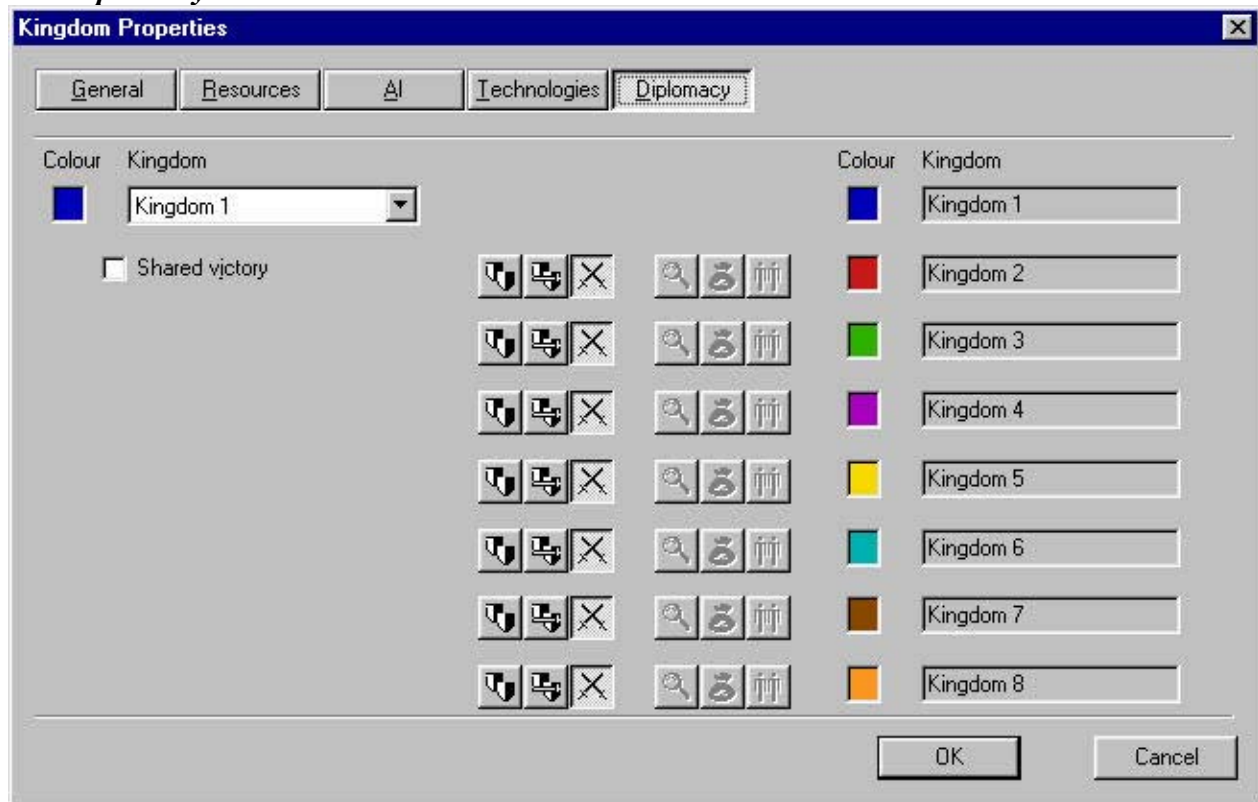 Kingdom Properties
General Resources AI Technologies Diplomacy
Colour Kingdom Colour Kingdom
Kingdom 1 Kingdom 1
Shared victory Kingdom 2
Kingdom 3
Kingdom 4
Kingdom 5
Kingdom 6
Kingdom 7
Kingdom 8
OK Cancel